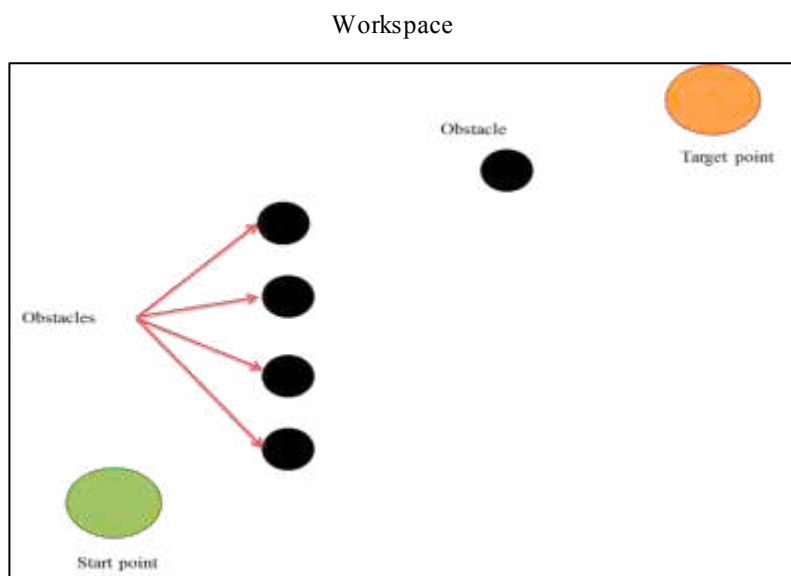 Workspace
Obstacle
Target point
Obstacles
Start point